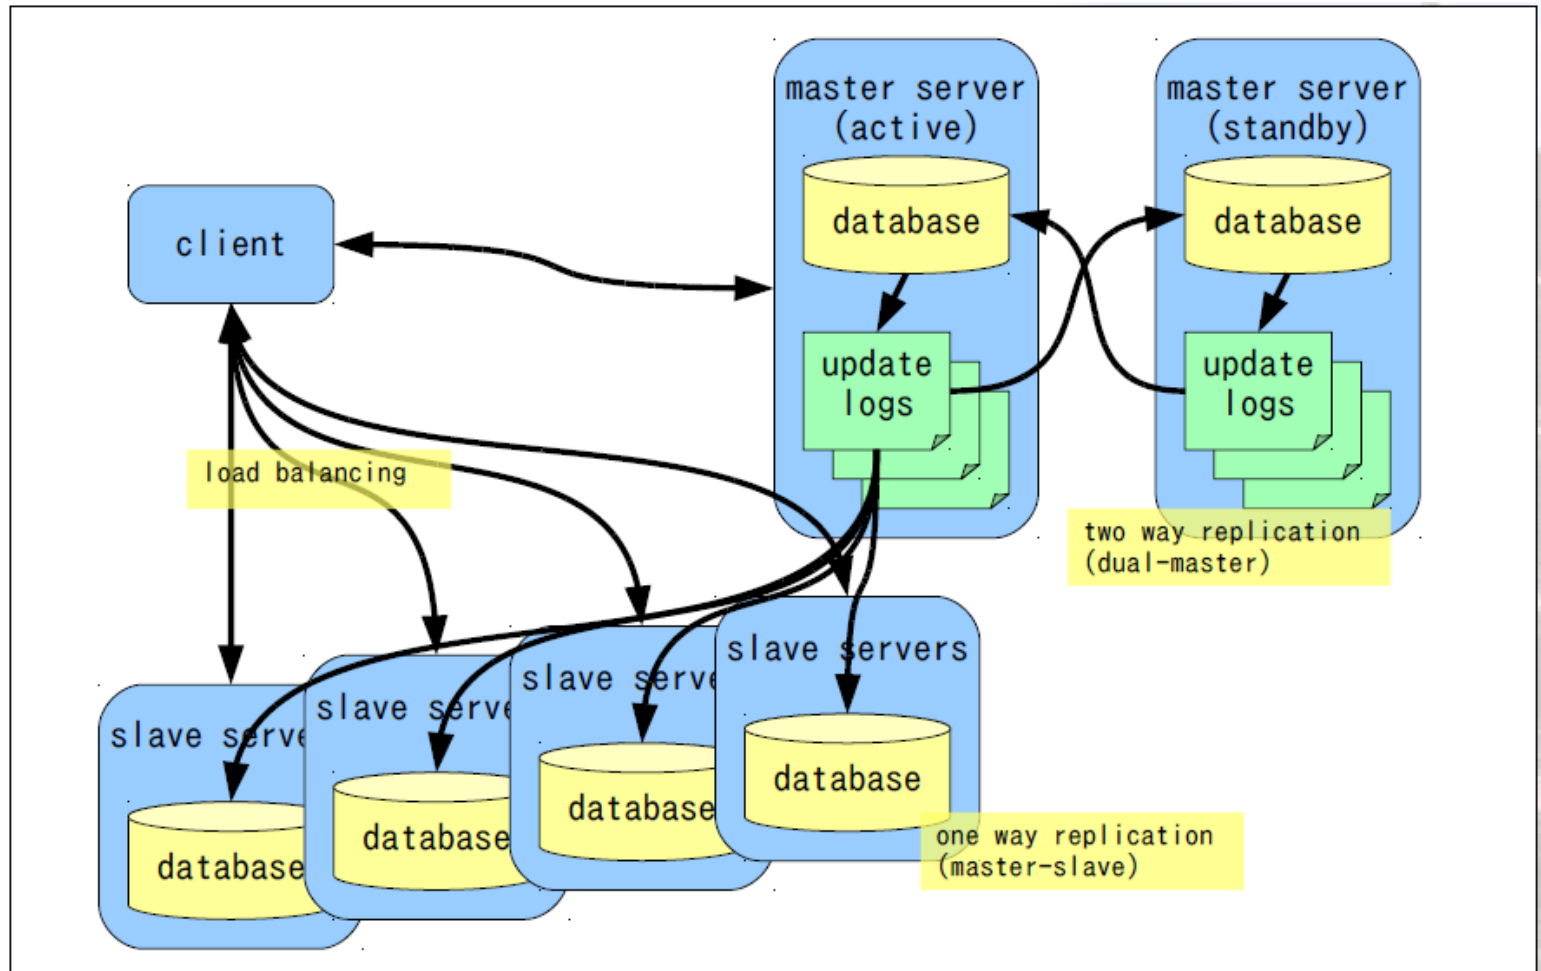 master server
(active)
database
update
logs
master server
(standby)
database
update
logs
client
load balancing
two way replication
(dual-master)
slave servers
database
slave serve
database
slave serve
database
slave serve
database
one way replication
(master-slave)